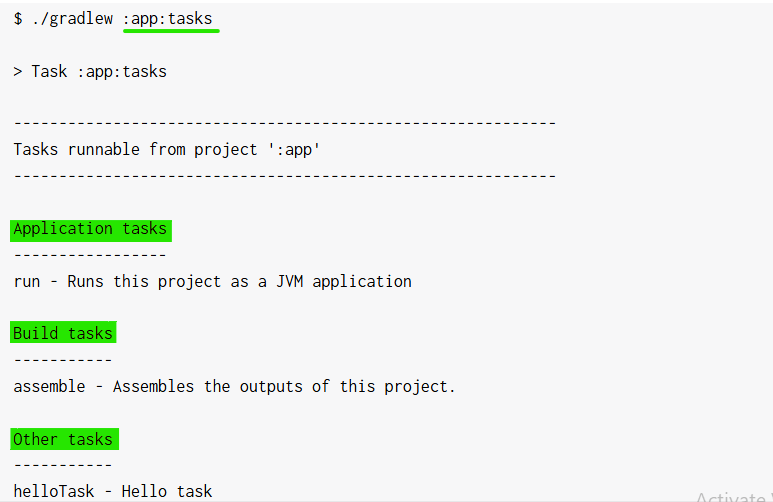 $ ./gradlew :app:tasks
> Task :app:tasks
------------------------------------------------------------
Tasks runnable from project ':app'
------------------------------------------------------------
Application tasks
-----------------
run - Runs this project as a JVM application
Build tasks
-----------
assemble - Assembles the outputs of this project.
Other tasks
-----------
helloTask - Hello task
Activate